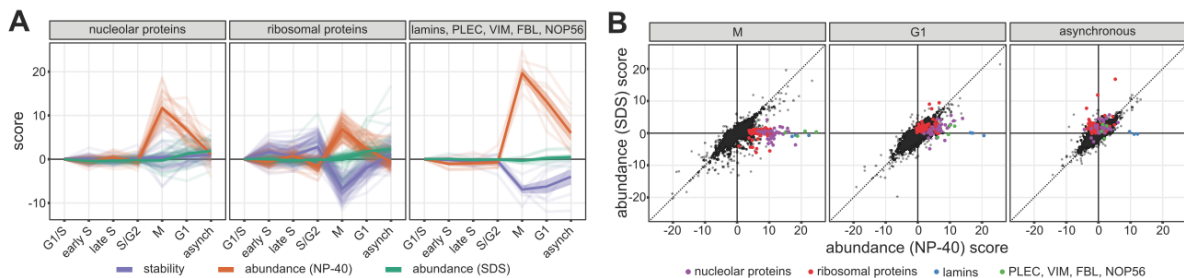 A
nucleolar proteins
ribosomal proteins
lamins, PLEC, VIM, FBL, NOP56
score
20
10
0
-10
G1/S
early S
late S
S/G2
M
G1
asynch
G1/S
early S
late S
S/G2
M
G1
asynch
G1/S
early S
late S
S/G2
M
G1
asynch
stability
abundance (NP-40)
abundance (SDS)
B
M
G1
asynchronous
abundance (SDS) score
20
10
0
-10
-20
-20 -10 0 10 20
-20 -10 0 10 20
-20 -10 0 10 20
abundance (NP-40) score
nucleolar proteins
ribosomal proteins
lamins
PLEC, VIM, FBL, NOP56